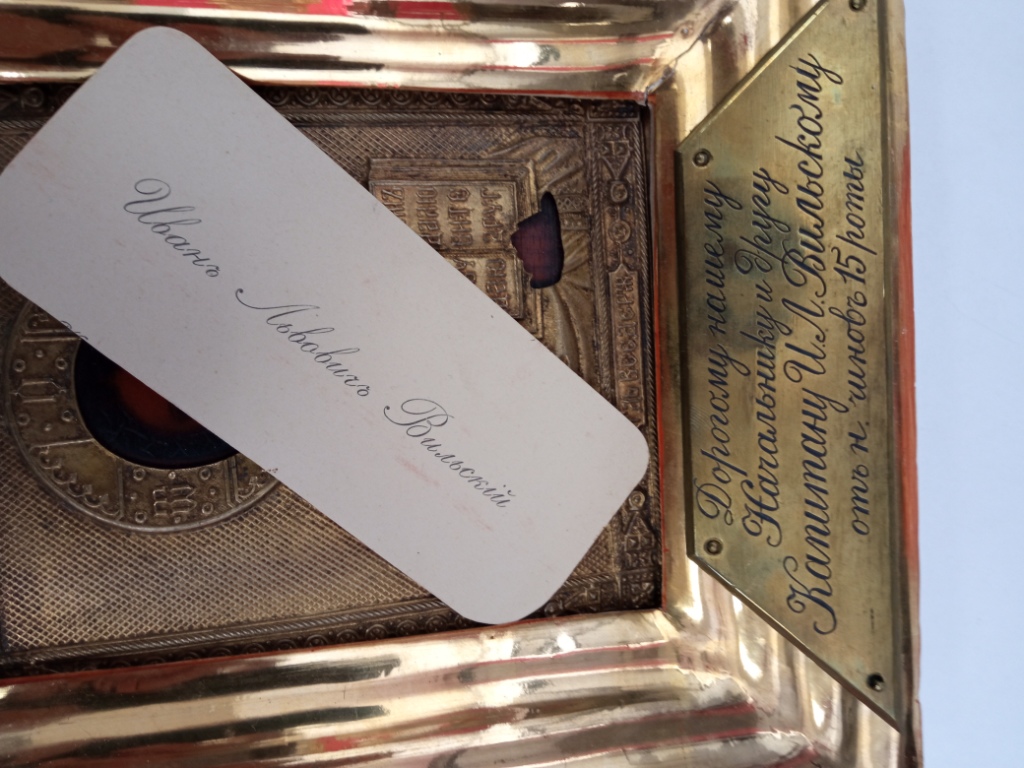 Иванъ Львовичъ Вильскій
Дорогому нашему
Начальнику и Другу
Капитану И.Л.Вильскому
отъ н. чиновъ 15 роты